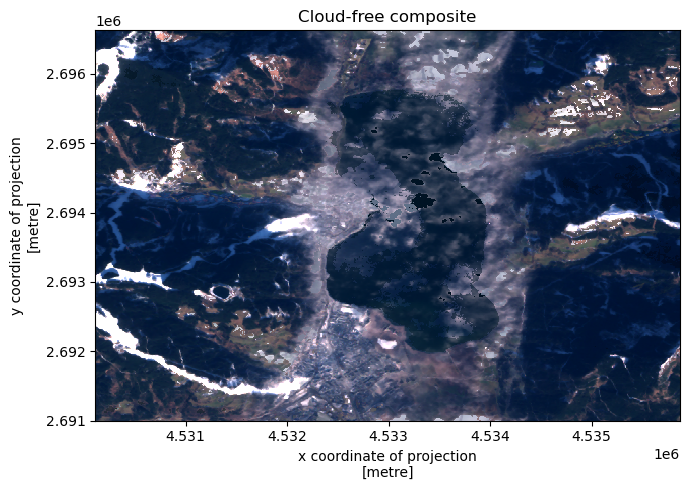 Cloud-free composite
1e6
2.696
2.695
2.694
2.693
2.692
2.691
y coordinate of projection
[metre]
4.531
4.532
4.533
4.534
4.535
1e6
x coordinate of projection
[metre]